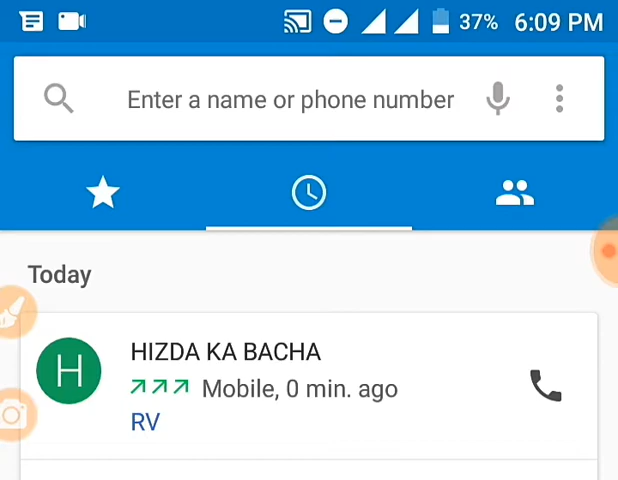 37% 6:09 PM
Enter a name or phone number
Today
H
HIZDA KA BACHA
Mobile, 0 min. ago
RV